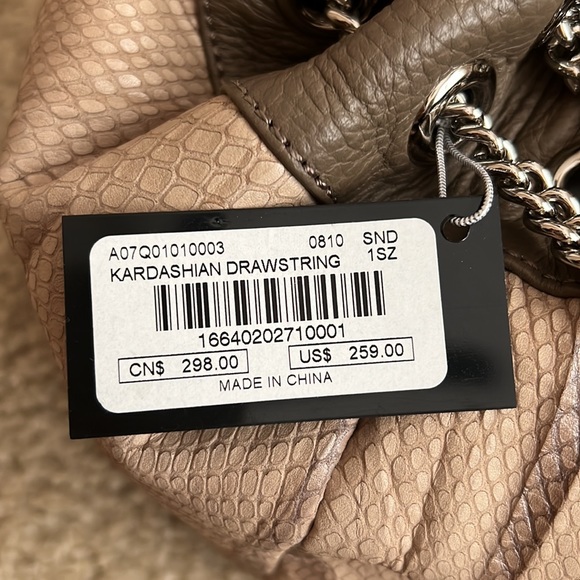 A07Q01010003 0810 SND
KARDASHIAN DRAWSTRING 1SZ
16640202710001
CN$ 298.00 US$ 259.00
MADE IN CHINA